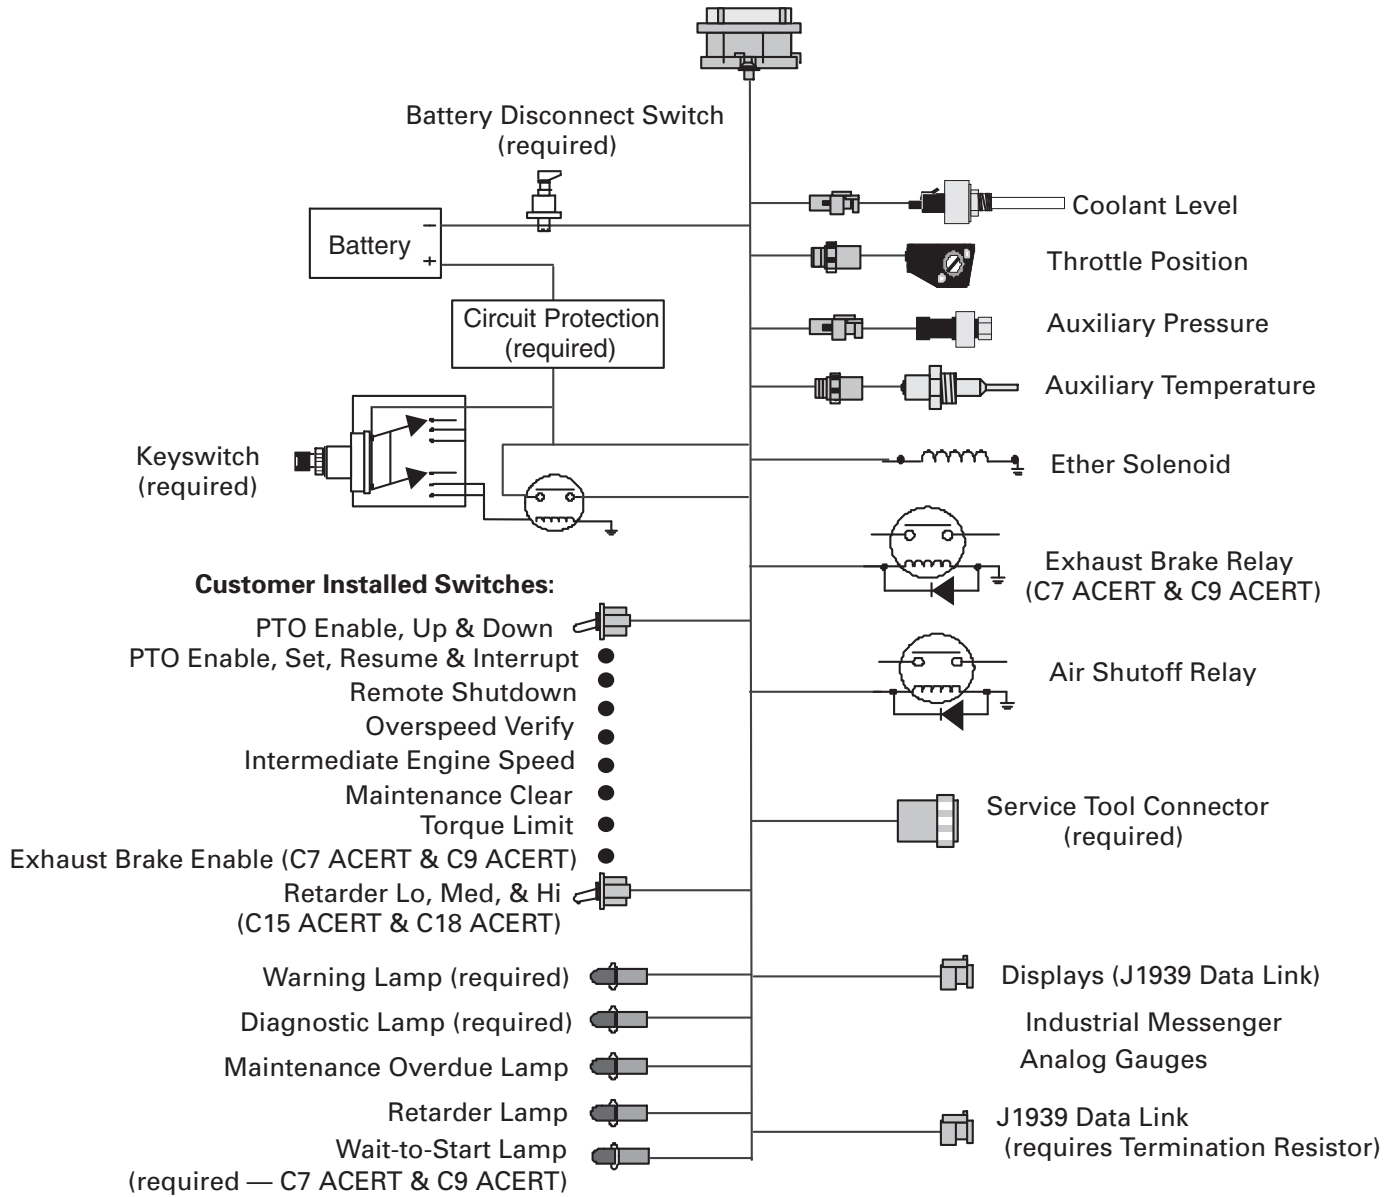 Battery Disconnect Switch
(required)
Battery
−
+
Circuit Protection
(required)
Keyswitch
(required)
Customer Installed Switches:
PTO Enable, Up & Down
PTO Enable, Set, Resume & Interrupt
Remote Shutdown
Overspeed Verify
Intermediate Engine Speed
Maintenance Clear
Torque Limit
Exhaust Brake Enable (C7 ACERT & C9 ACERT)
Retarder Lo, Med, & Hi
(C15 ACERT & C18 ACERT)
Warning Lamp (required)
Diagnostic Lamp (required)
Maintenance Overdue Lamp
Retarder Lamp
Wait-to-Start Lamp
(required — C7 ACERT & C9 ACERT)
Coolant Level
Throttle Position
Auxiliary Pressure
Auxiliary Temperature
Ether Solenoid
Exhaust Brake Relay
(C7 ACERT & C9 ACERT)
Air Shutoff Relay
Service Tool Connector
(required)
Displays (J1939 Data Link)
Industrial Messenger
Analog Gauges
J1939 Data Link
(requires Termination Resistor)